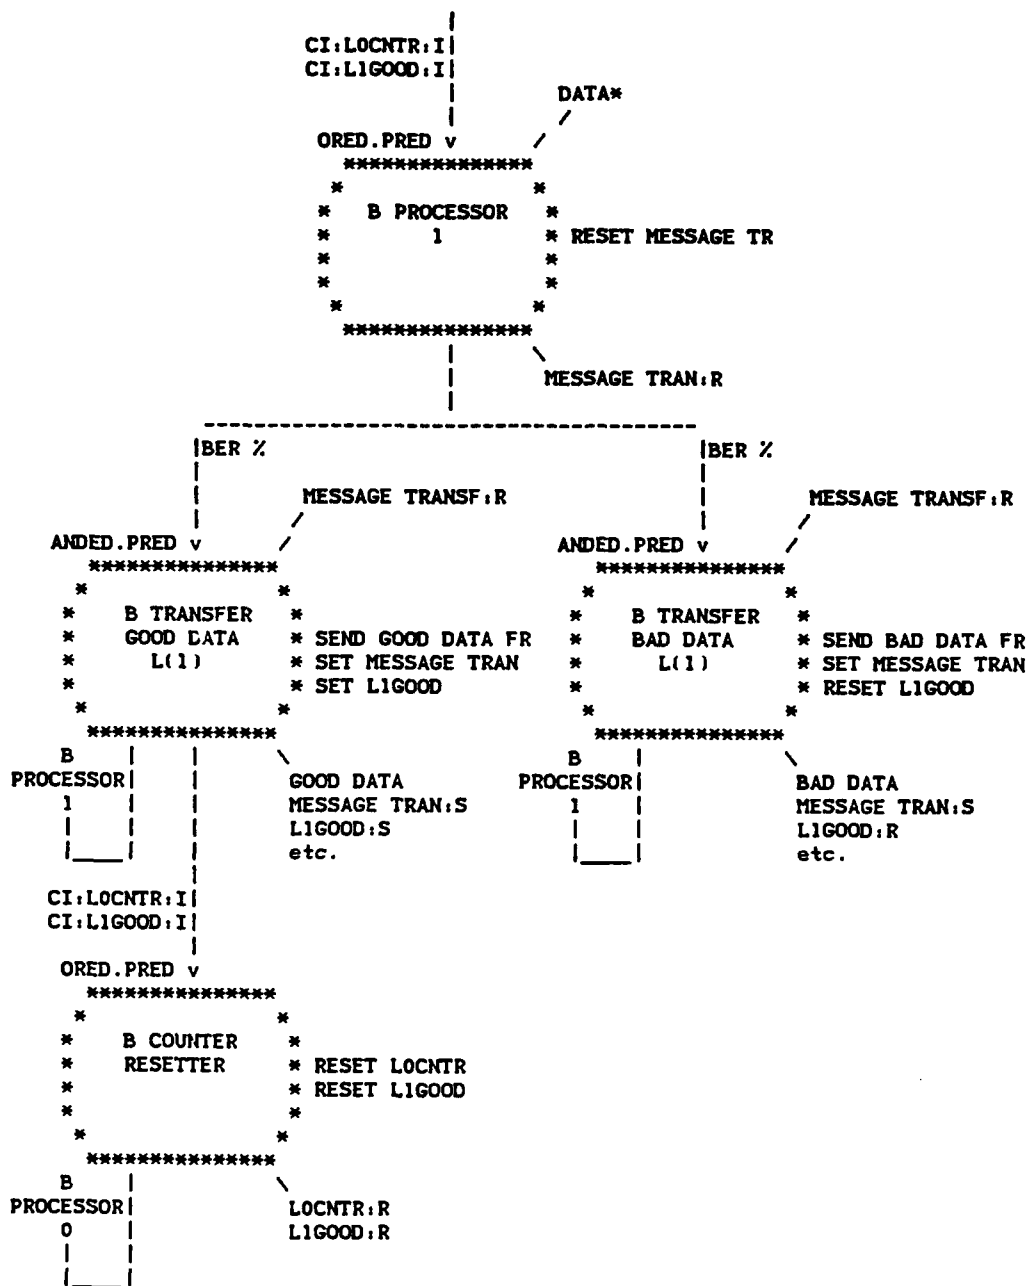 CI:L0CNTR:I
CI:L1GOOD:I
DATA*
ORED.PRED v
B PROCESSOR
1
RESET MESSAGE TR
MESSAGE TRAN:R
BER %
BER %
MESSAGE TRANSF:R
MESSAGE TRANSF:R
ANDED.PRED v
ANDED.PRED v
B TRANSFER
GOOD DATA
L(1)
SEND GOOD DATA FR
SET MESSAGE TRAN
SET L1GOOD
B TRANSFER
BAD DATA
L(1)
SEND BAD DATA FR
SET MESSAGE TRAN
RESET L1GOOD
B
PROCESSOR
1
GOOD DATA
MESSAGE TRAN:S
L1GOOD:S
etc.
B
PROCESSOR
1
BAD DATA
MESSAGE TRAN:S
L1GOOD:R
etc.
CI:L0CNTR:I
CI:L1GOOD:I
ORED.PRED v
B COUNTER
RESETTER
RESET L0CNTR
RESET L1GOOD
B
PROCESSOR
0
L0CNTR:R
L1GOOD:R